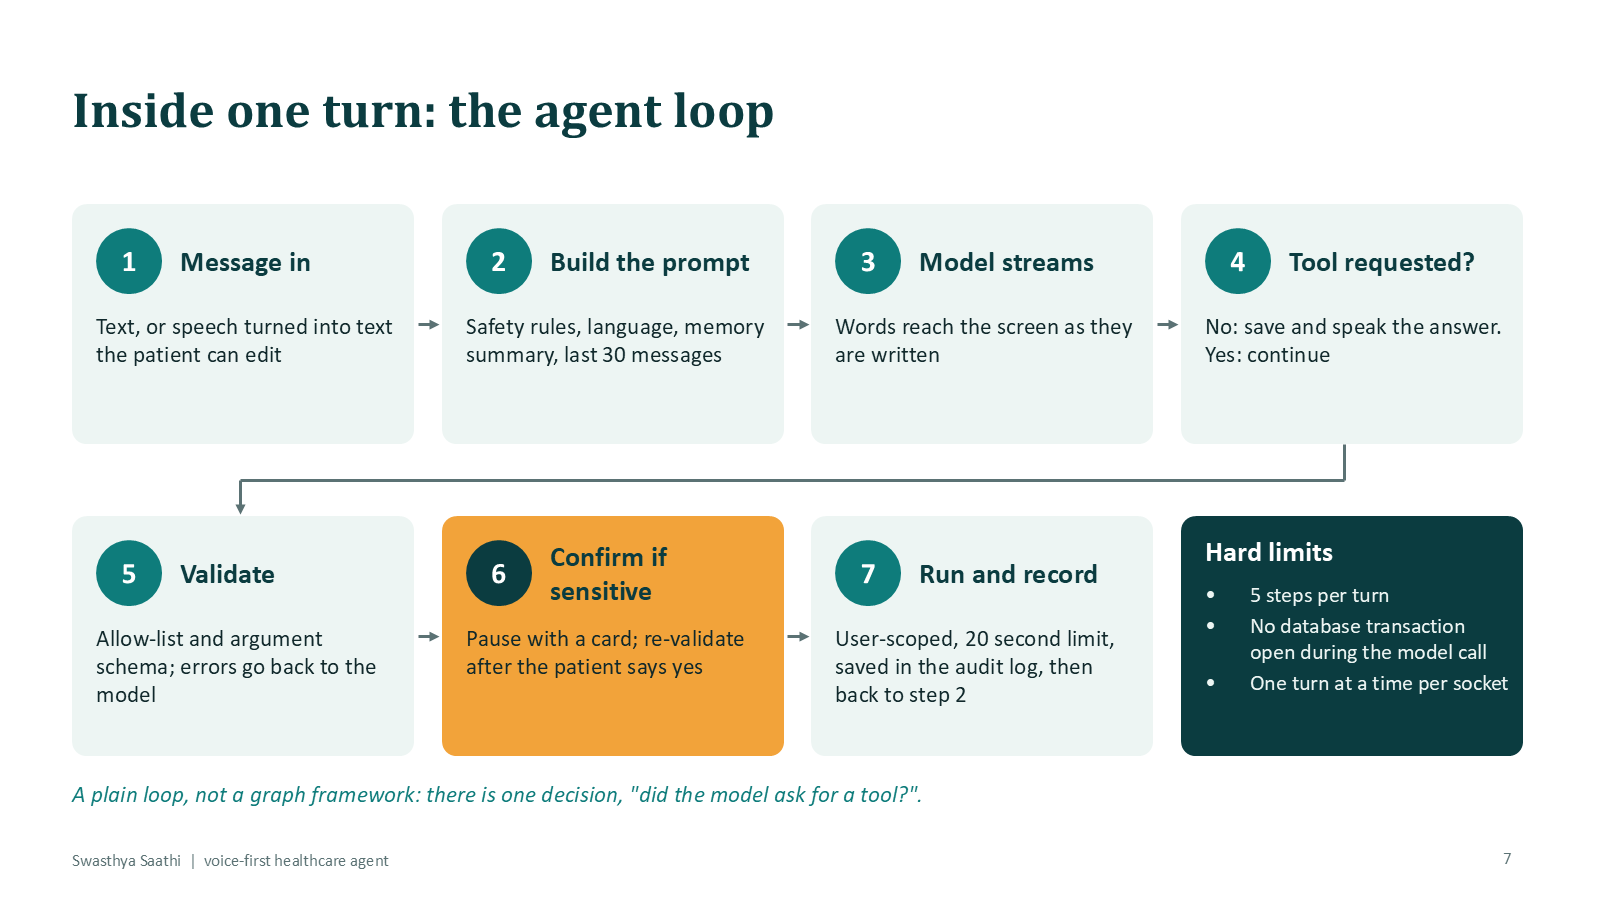 Inside one turn: the agent loop
1 Message in
Text, or speech turned into text
the patient can edit
2 Build the prompt
Safety rules, language, memory
summary, last 30 messages
3 Model streams
Words reach the screen as they
are written
4 Tool requested?
No: save and speak the answer.
Yes: continue
5 Validate
Allow-list and argument
schema; errors go back to the
model
6 Confirm if
sensitive
Pause with a card; re-validate
after the patient says yes
7 Run and record
User-scoped, 20 second limit,
saved in the audit log, then
back to step 2
Hard limits
• 5 steps per turn
• No database transaction
open during the model call
• One turn at a time per socket
A plain loop, not a graph framework: there is one decision, "did the model ask for a tool?".
Swasthya Saathi | voice-first healthcare agent
7